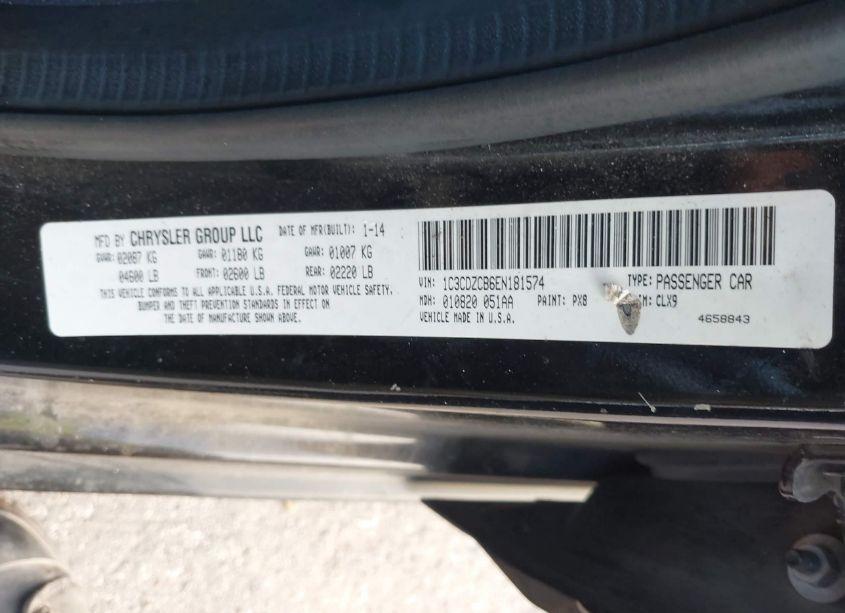 MFD BY CHRYSLER GROUP LLC DATE OF MFR(BUILT): 1-14
GVWR: 02087 KG GAWR: 01180 KG GAWR: 01007 KG
04600 LB FRONT: 02600 LB REAR: 02220 LB
THIS VEHICLE CONFORMS TO ALL APPLICABLE U.S.A. FEDERAL MOTOR VEHICLE SAFETY,
BUMPER AND THEFT PREVENTION STANDARDS IN EFFECT ON
THE DATE OF MANUFACTURE SHOWN ABOVE.
VIN: 1C3CDZCB6EN181574 TYPE: PASSENGER CAR
MDH: 010820 051AA PAINT: PX8 CLX9
VEHICLE MADE IN U.S.A. 4658843